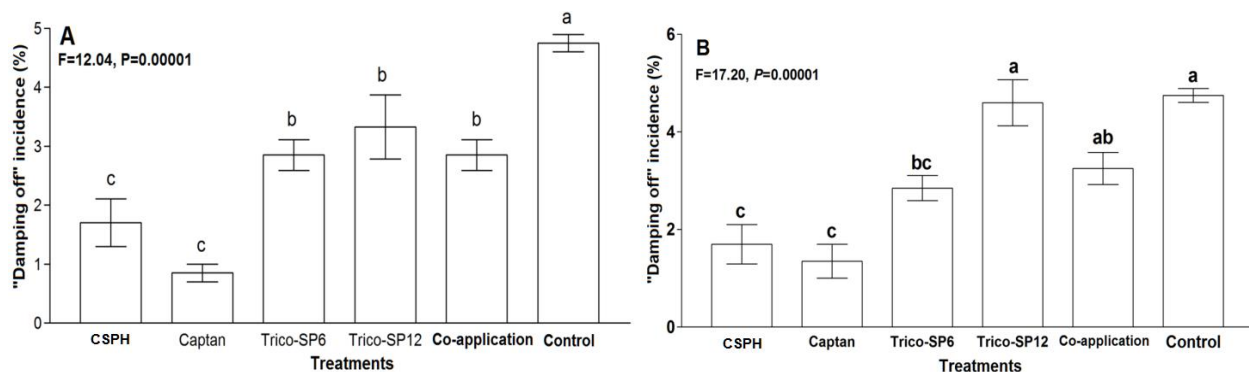 A
F=12.04, P=0.00001
"Damping off" incidence (%)
5
4
3
2
1
0
c
c
b
b
b
a
CSPH
Captan
Trico-SP6
Trico-SP12
Co-application
Control
Treatments
B
F=17.20, P=0.00001
"Damping off" incidence (%)
6
4
2
0
c
c
bc
a
ab
a
CSPH
Captan
Trico-SP6
Trico-SP12
Co-application
Control
Treatments